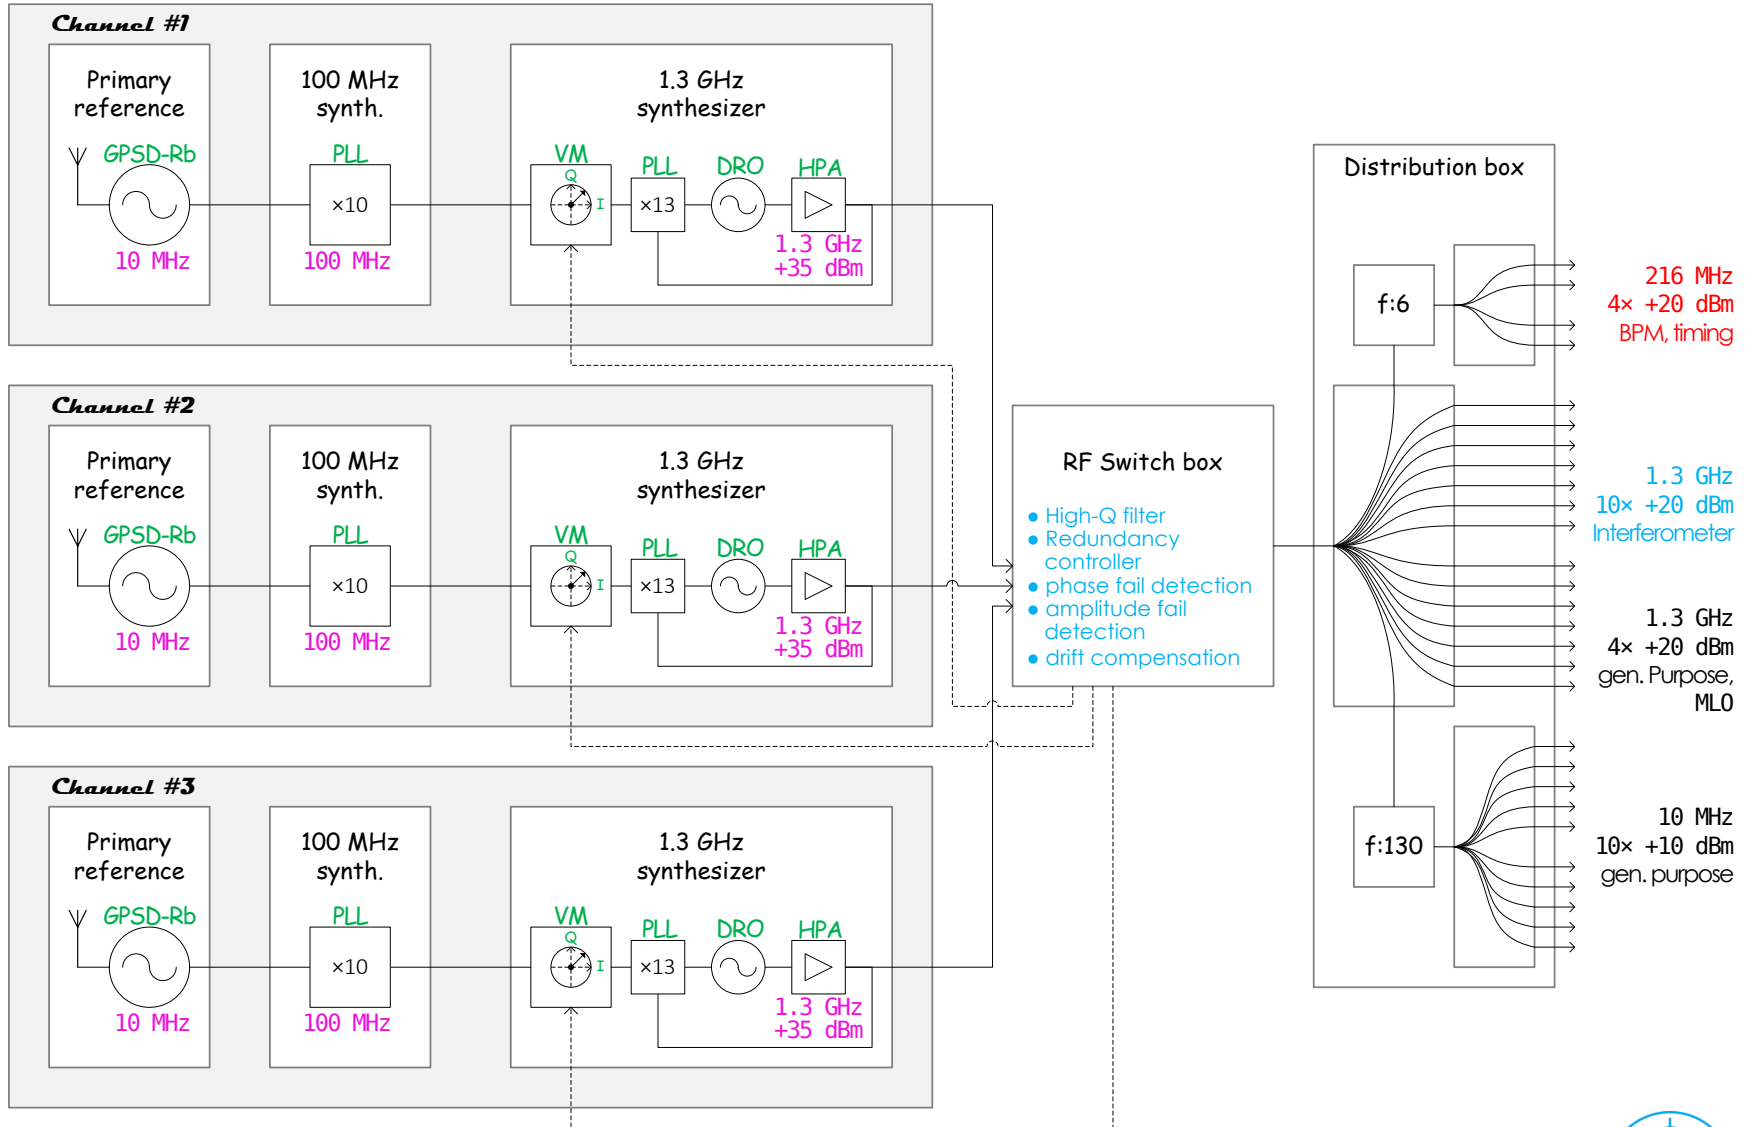 Channel #1
Primary
reference
GPSD-Rb
10 MHz
100 MHz
synth.
PLL
×10
100 MHz
1.3 GHz
synthesizer
VM
Q
I
PLL
×13
DRO
HPA
1.3 GHz
+35 dBm
Channel #2
Primary
reference
GPSD-Rb
10 MHz
100 MHz
synth.
PLL
×10
100 MHz
1.3 GHz
synthesizer
VM
Q
I
PLL
×13
DRO
HPA
1.3 GHz
+35 dBm
Channel #3
Primary
reference
GPSD-Rb
10 MHz
100 MHz
synth.
PLL
×10
100 MHz
1.3 GHz
synthesizer
VM
Q
I
PLL
×13
DRO
HPA
1.3 GHz
+35 dBm
RF Switch box
● High-Q filter
● Redundancy
controller
● phase fail detection
● amplitude fail
detection
● drift compensation
Distribution box
f:6
f:130
216 MHz
4× +20 dBm
BPM, timing
1.3 GHz
10× +20 dBm
Interferometer
1.3 GHz
4× +20 dBm
gen. Purpose,
MLO
10 MHz
10× +10 dBm
gen. purpose